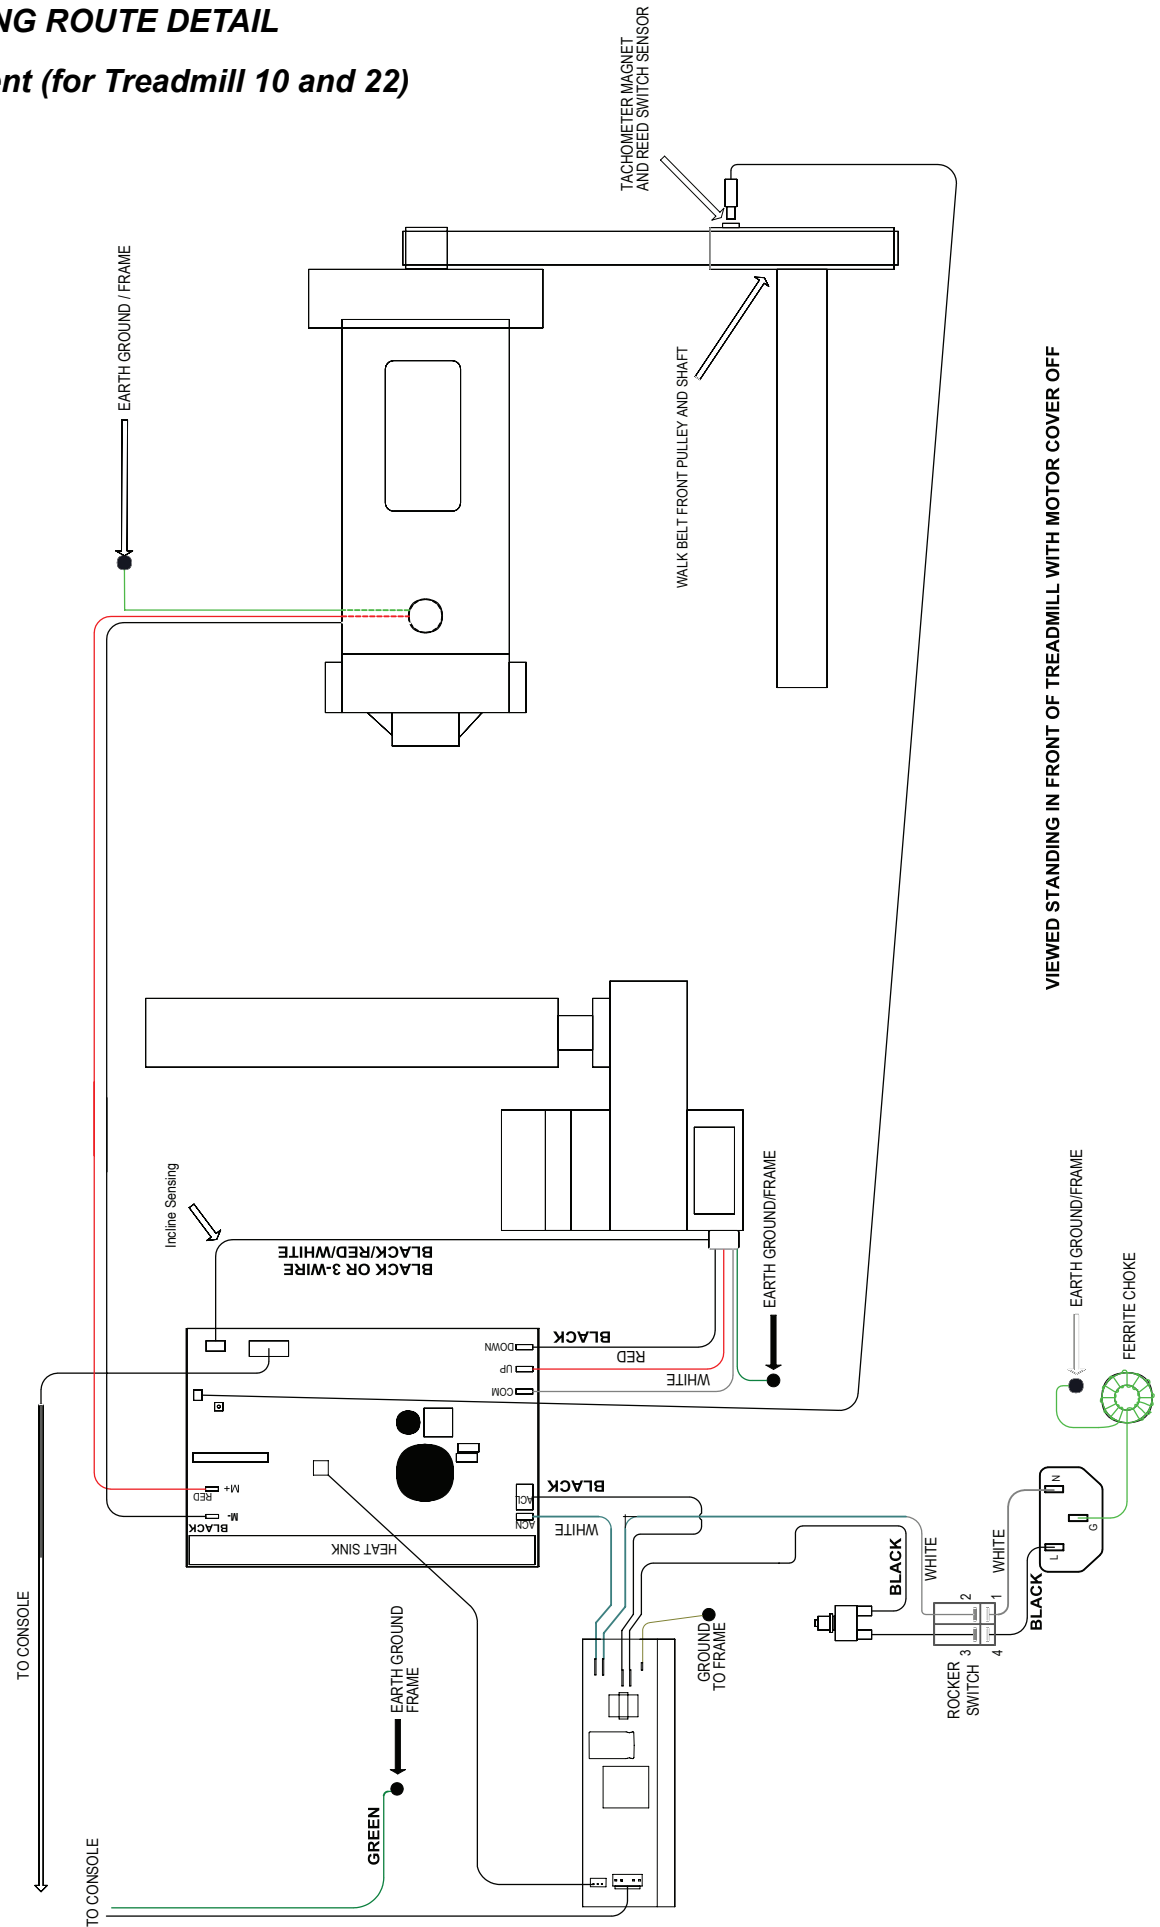 NG ROUTE DETAIL
nt (for Treadmill 10 and 22)
TACHOMETER MAGNET
AND REED SWITCH SENSOR
EARTH GROUND / FRAME
WALK BELT FRONT PULLEY AND SHAFT
VIEWED STANDING IN FRONT OF TREADMILL WITH MOTOR COVER OFF
Incline Sensing
BLACK OR 3-WIRE
BLACK/RED/WHITE
EARTH GROUND/FRAME
EARTH GROUND/FRAME
FERRITE CHOKE
DOWN
UP
COM
BLACK
RED
WHITE
M+
RED
M-
BLACK
HEAT SINK
ACL
ACN
BLACK
WHITE
TO CONSOLE
EARTH GROUND
FRAME
GREEN
TO CONSOLE
GROUND
TO FRAME
BLACK
WHITE
WHITE
BLACK
2
1
3
4
ROCKER
SWITCH
N
G
L